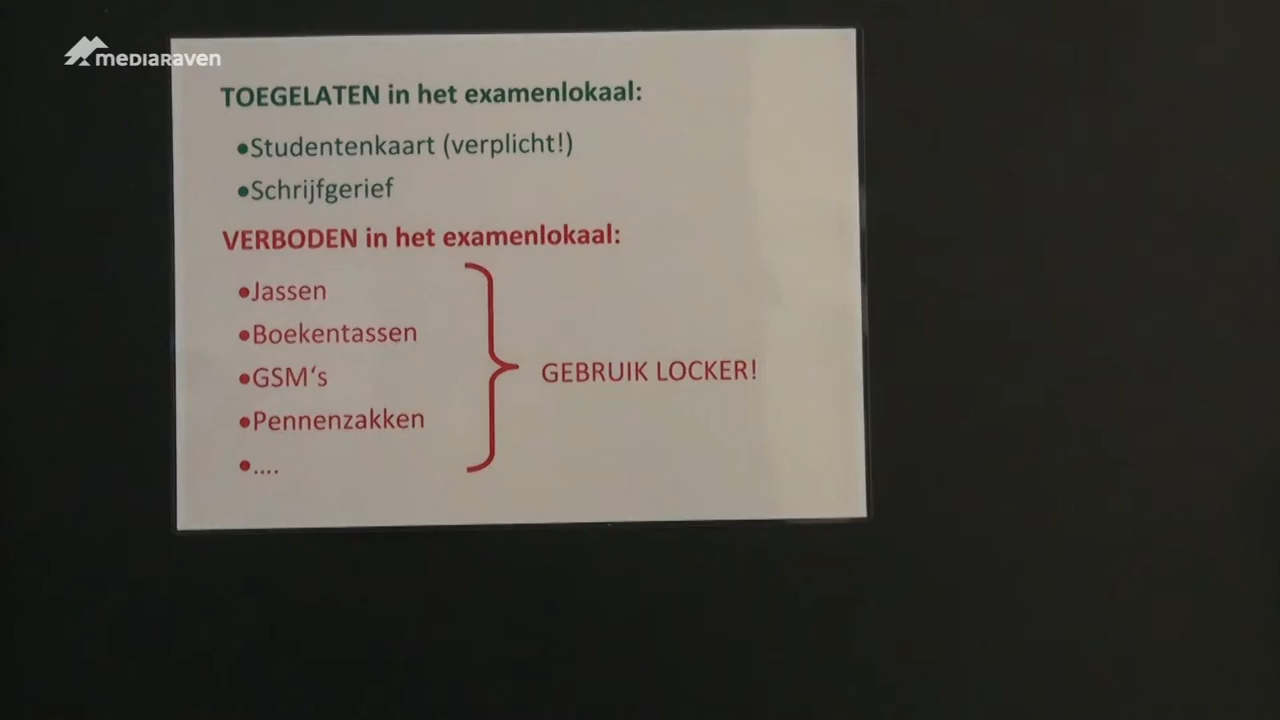 mediaraven
TOEGELATEN in het examenlokaal:
•Studentenkaart (verplicht!)
•Schrijfgerief
VERBODEN in het examenlokaal:
•Jassen
•Boekentassen
•GSM‘s
GEBRUIK LOCKER!
•Pennenzakken
•....